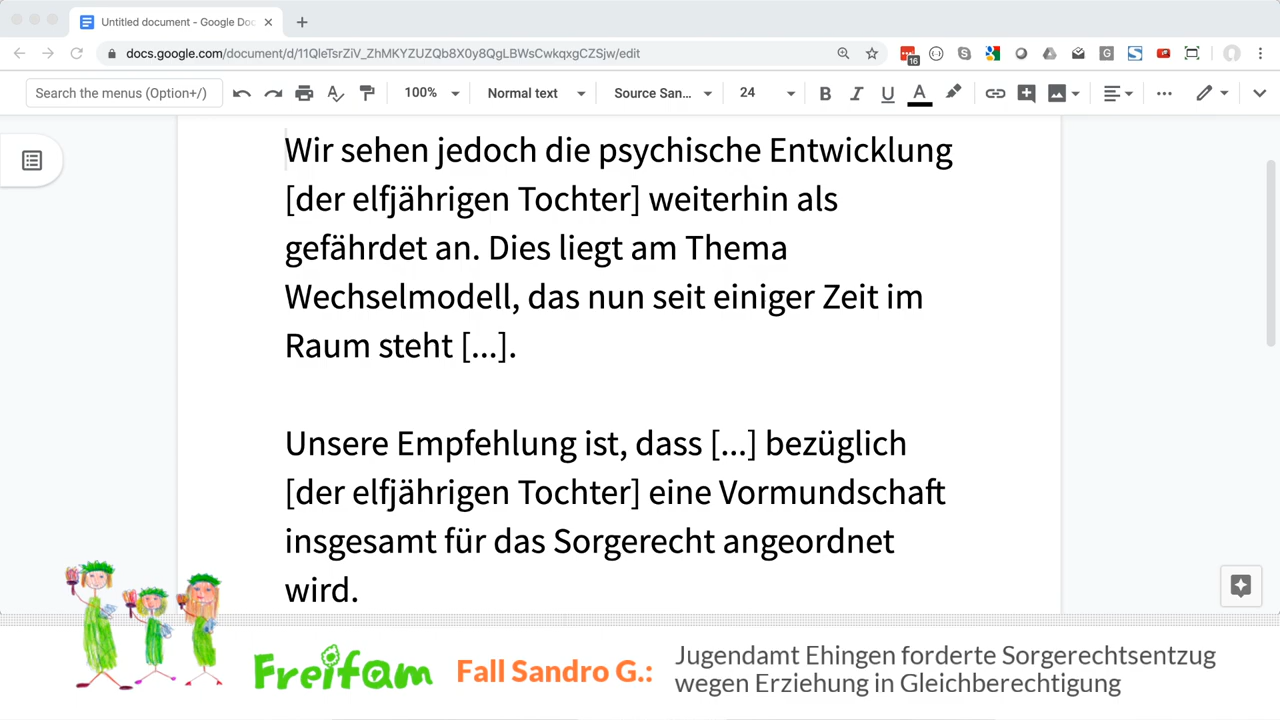 Untitled document - Google Doc
docs.google.com/document/d/11QleTsrZiV_ZhMKYZUZQb8X0y8QgLBWsCwkqxgCZSjw/edit
16
Search the menus (Option+/)
100%
Normal text
Source San...
24
B I U A
Wir sehen jedoch die psychische Entwicklung
[der elfjährigen Tochter] weiterhin als
gefährdet an. Dies liegt am Thema
Wechselmodell, das nun seit einiger Zeit im
Raum steht [...].
Unsere Empfehlung ist, dass [...] bezüglich
[der elfjährigen Tochter] eine Vormundschaft
insgesamt für das Sorgerecht angeordnet
wird.
Freifam
Fall Sandro G.:
Jugendamt Ehingen forderte Sorgerechtsentzug
wegen Erziehung in Gleichberechtigung